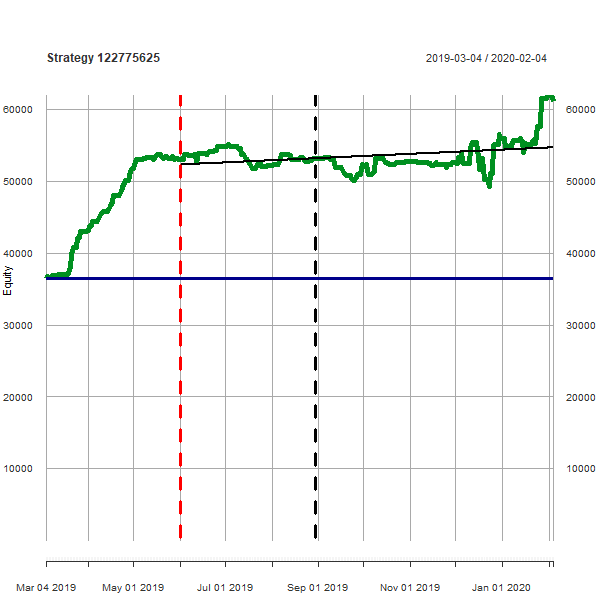 Strategy 122775625 2019-03-04 / 2020-02-04
60000 60000
50000 50000
40000 40000
Equity
30000 30000
20000 20000
10000 10000
Mar 04 2019 May 01 2019 Jul 01 2019 Sep 01 2019 Nov 01 2019 Jan 01 2020